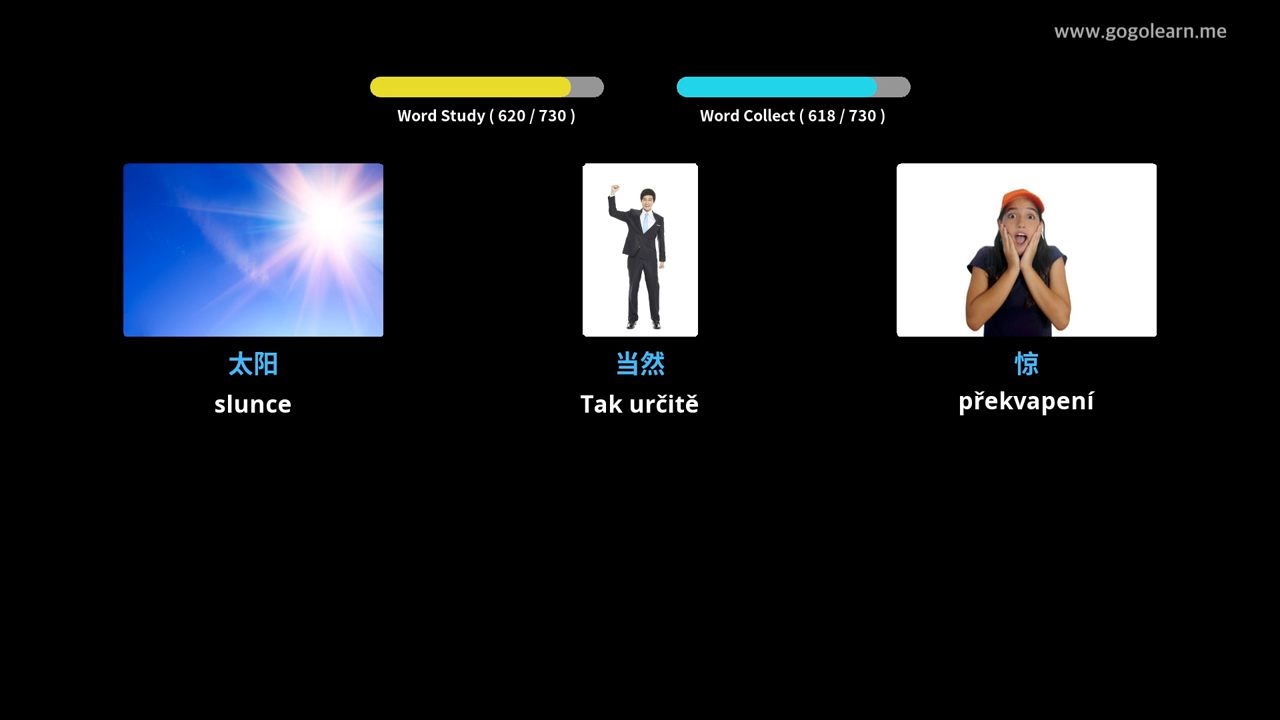 www.gogolearn.me
Word Study ( 620 / 730 )
Word Collect ( 618 / 730 )
太阳
slunce
当然
Tak určitě
惊
překvapení